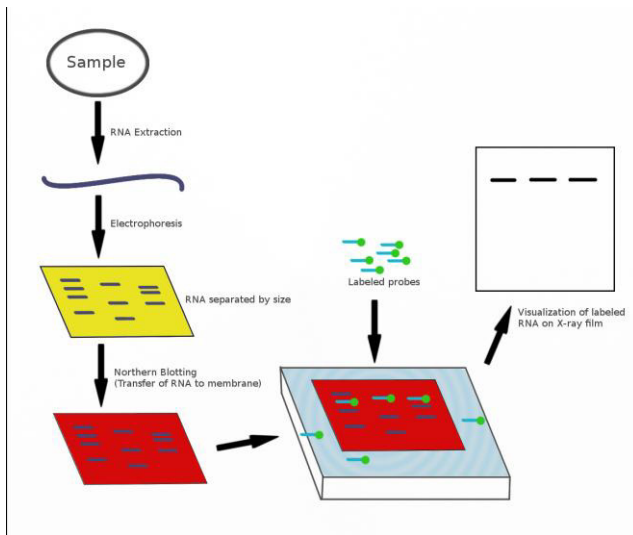 Sample
RNA Extraction
Electrophoresis
RNA separated by size
Northern Blotting
(Transfer of RNA to membrane)
Labeled probes
Visualization of labeled
RNA on X-ray film